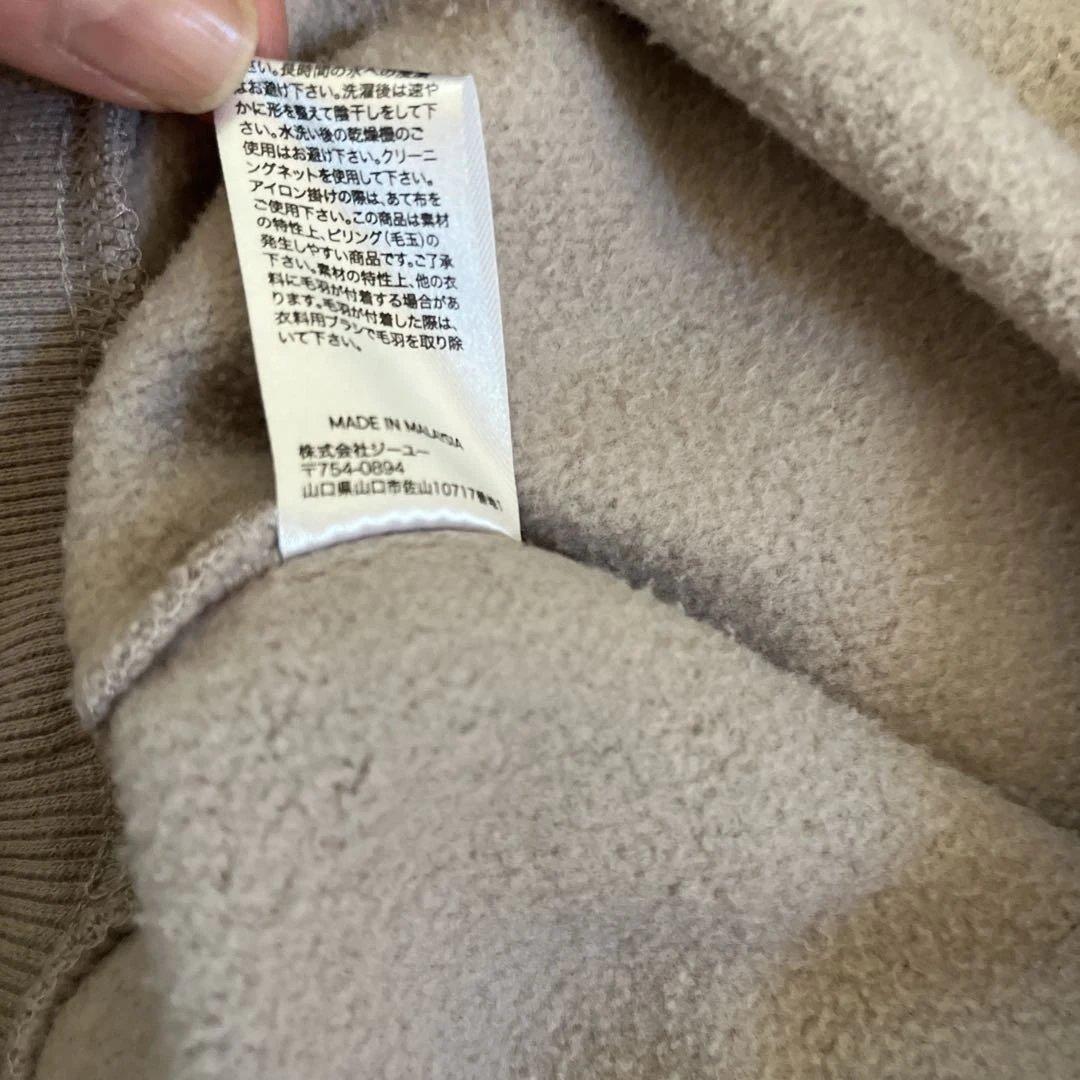 さい。長時間の水への浸漬
はお避け下さい。洗濯後は速や
かに形を整えて陰干しをして下
さい。水洗い後の乾燥機のご
使用はお避け下さい。クリーニ
ングネットを使用して下さい。
アイロン掛けの際は、あて布を
ご使用下さい。この商品は素材
の特性上、ピリング(毛玉)の
発生しやすい商品です。ご了承
下さい。素材の特性上、他の衣
料に毛羽が付着する場合があ
ります。毛羽が付着した際は、
衣料用ブラシで毛羽を取り除
いて下さい。
MADE IN MALAYSIA
株式会社ジーユー
〒754-0894
山口県山口市佐山10717番地1